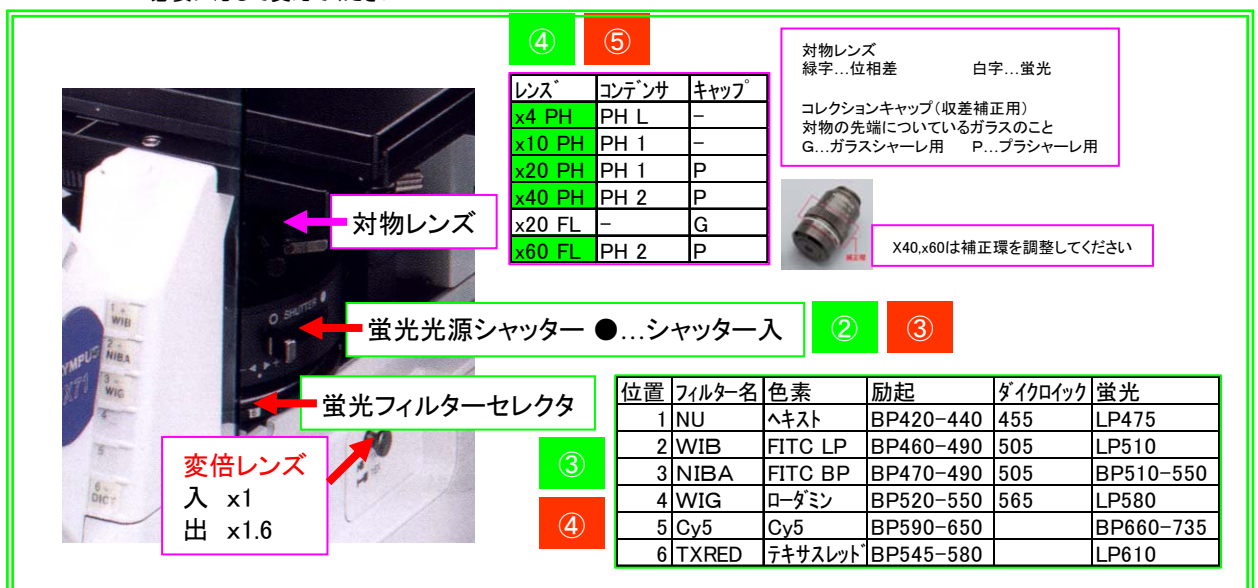 ④ ⑤
対物レンズ
緑字…位相差 白字…蛍光
コレクションキャップ(収差補正用)
対物の先端についているガラスのこと
G…ガラスシャーレ用 P…プラシャーレ用
レンズ コンデンサ キャップ
x4 PH PH L -
x10 PH PH 1 -
x20 PH PH 1 P
x40 PH PH 2 P
x20 FL - G
x60 FL PH 2 P
補正環
X40,x60は補正環を調整してください
対物レンズ
SHUTTER
蛍光光源シャッター ●…シャッター入
② ③
蛍光フィルターセレクタ
1
WIB
2
NIBA
3
WIG
4
5
6
変倍レンズ
入 x1
出 x1.6
③
④
位置 フィルター名 色素 励起 ダイクロイック 蛍光
1 NU ヘキスト BP420-440 455 LP475
2 WIB FITC LP BP460-490 505 LP510
3 NIBA FITC BP BP470-490 505 BP510-550
4 WIG ローダミン BP520-550 565 LP580
5 Cy5 Cy5 BP590-650 BP660-735
6 TXRED テキサスレッド BP545-580 LP610